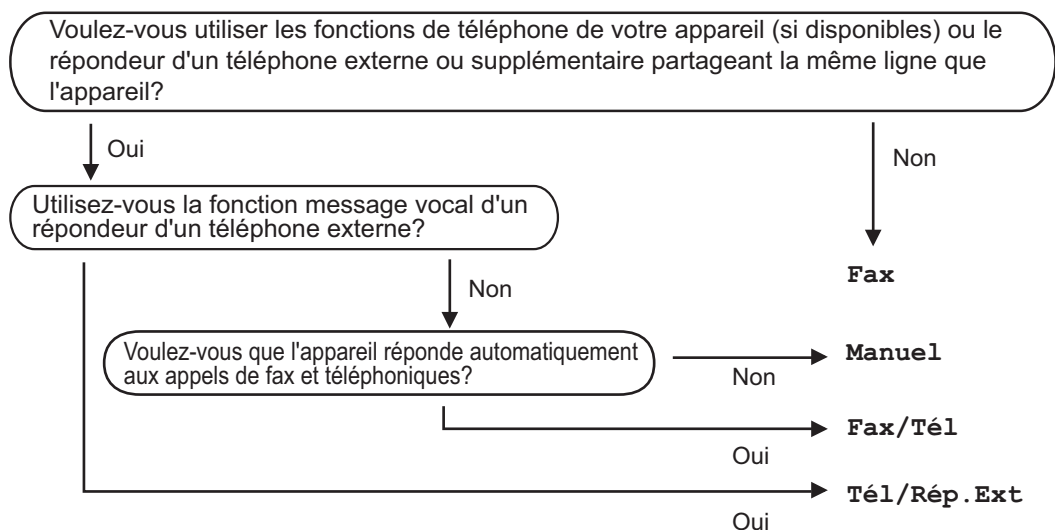 Voulez-vous utiliser les fonctions de téléphone de votre appareil (si disponibles) ou le
répondeur d'un téléphone externe ou supplémentaire partageant la même ligne que
l'appareil?
Oui
Non
Utilisez-vous la fonction message vocal d'un
répondeur d'un téléphone externe?
Fax
Non
Voulez-vous que l'appareil réponde automatiquement
aux appels de fax et téléphoniques?
Manuel
Non
Fax/Tél
Oui
Tél/Rép.Ext
Oui